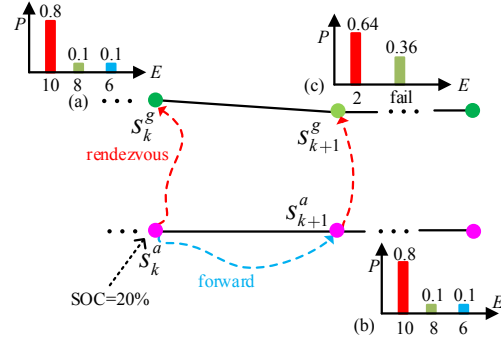 P
0.8
0.1 0.1
E
10 8 6
(a)
P
0.64
0.36
E
2 fail
(c)
S_k^g
S_{k+1}^g
rendezvous
S_k^a
S_{k+1}^a
SOC=20%
forward
P
0.8
0.1 0.1
E
10 8 6
(b)